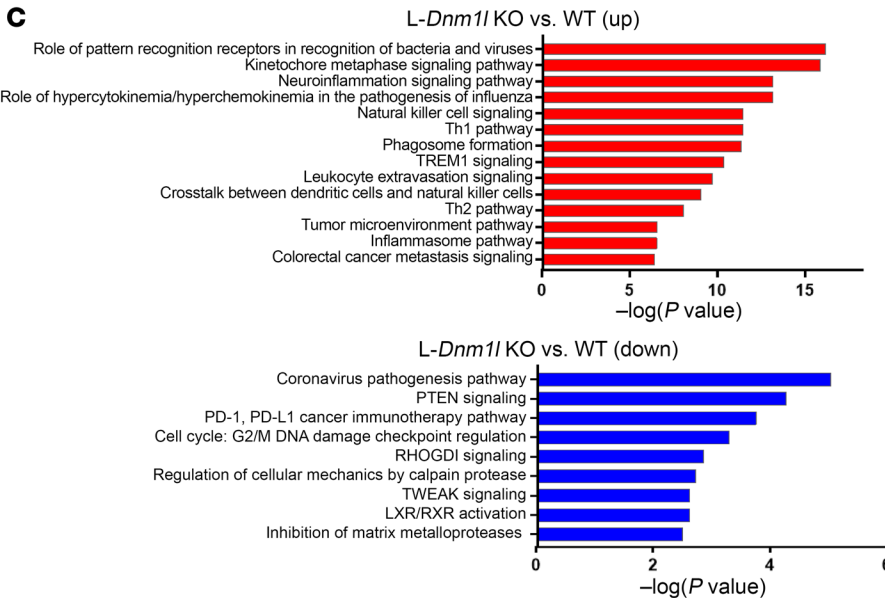 C
L-Dnm1l KO vs. WT (up)
Role of pattern recognition receptors in recognition of bacteria and viruses
Kinetochore metaphase signaling pathway
Neuroinflammation signaling pathway
Role of hypercytokinemia/hyperchemokinemia in the pathogenesis of influenza
Natural killer cell signaling
Th1 pathway
Phagosome formation
TREM1 signaling
Leukocyte extravasation signaling
Crosstalk between dendritic cells and natural killer cells
Th2 pathway
Tumor microenvironment pathway
Inflammasome pathway
Colorectal cancer metastasis signaling
0 5 10 15
–log(P value)
L-Dnm1l KO vs. WT (down)
Coronavirus pathogenesis pathway
PTEN signaling
PD-1, PD-L1 cancer immunotherapy pathway
Cell cycle: G2/M DNA damage checkpoint regulation
RHOGDI signaling
Regulation of cellular mechanics by calpain protease
TWEAK signaling
LXR/RXR activation
Inhibition of matrix metalloproteases
0 2 4 6
–log(P value)